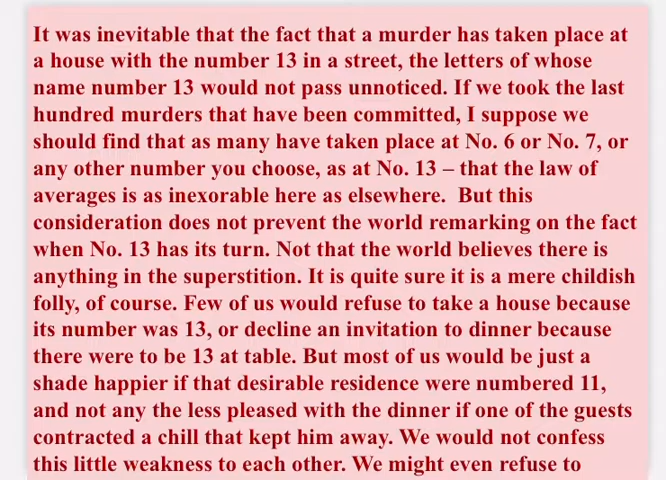 It was inevitable that the fact that a murder has taken place at
a house with the number 13 in a street, the letters of whose
name number 13 would not pass unnoticed. If we took the last
hundred murders that have been committed, I suppose we
should find that as many have taken place at No. 6 or No. 7, or
any other number you choose, as at No. 13 – that the law of
averages is as inexorable here as elsewhere.  But this
consideration does not prevent the world remarking on the fact
when No. 13 has its turn. Not that the world believes there is
anything in the superstition. It is quite sure it is a mere childish
folly, of course. Few of us would refuse to take a house because
its number was 13, or decline an invitation to dinner because
there were to be 13 at table. But most of us would be just a
shade happier if that desirable residence were numbered 11,
and not any the less pleased with the dinner if one of the guests
contracted a chill that kept him away. We would not confess
this little weakness to each other. We might even refuse to